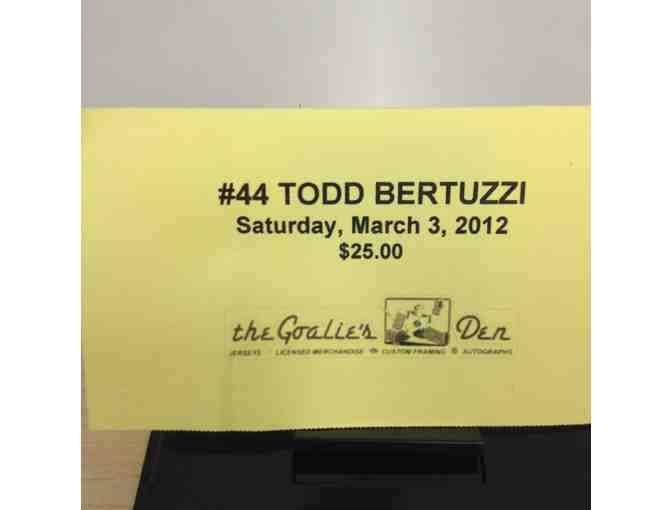 #44 TODD BERTUZZI
Saturday, March 3, 2012
$25.00
the Goalie's Den
JERSEYS LICENSED MERCHANDISE CUSTOM FRAMING AUTOGRAPHS